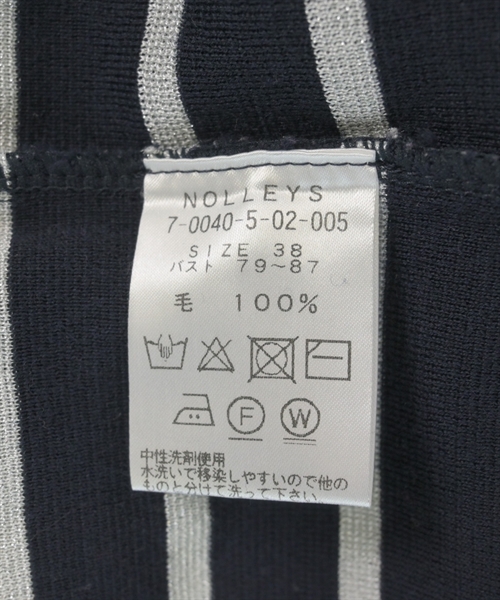 NOLLEYS
7-0040-5-02-005
SIZE 38
バスト 79~87
毛 100%
F W
中性洗剤使用
水洗いで移染しやすいので他の
ものと分けて洗って下さい。